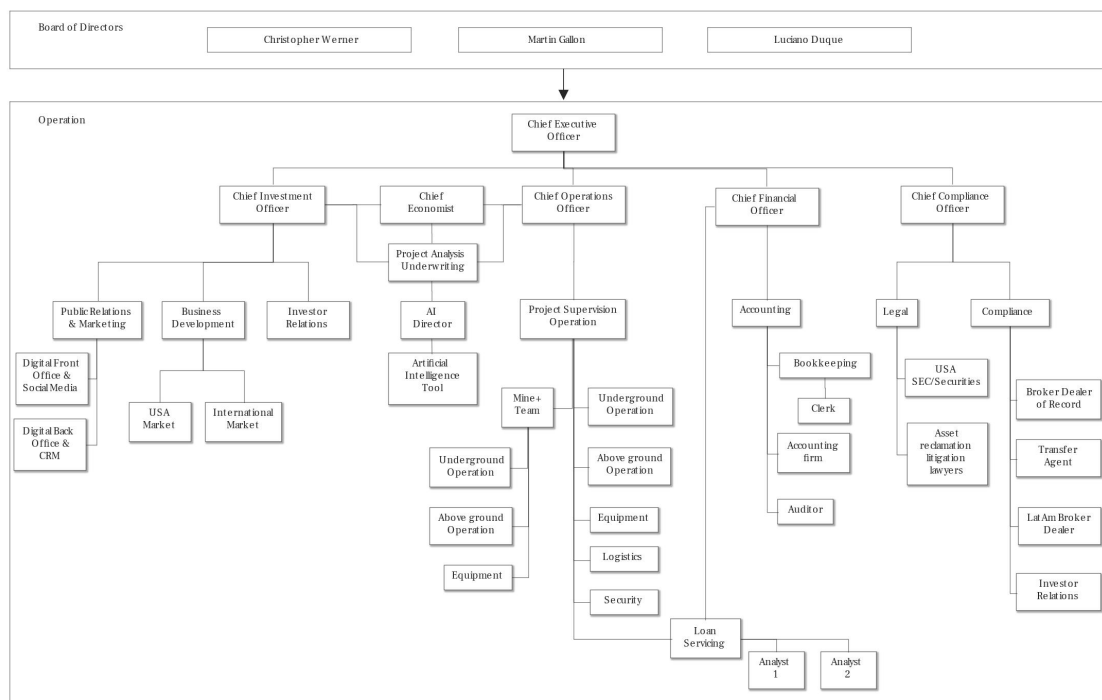 Board of Directors
Christopher Werner
Martin Gallon
Luciano Duque
Operation
Chief Executive
Officer
Chief Investment
Officer
Chief
Economist
Chief Operations
Officer
Chief Financial
Officer
Chief Compliance
Officer
Project Analysis
Underwriting
Public Relations
& Marketing
Business
Development
Investor
Relations
AI
Director
Project Supervision
Operation
Accounting
Legal
Compliance
Digital Front
Office &
Social Media
Artificial
Intelligence
Tool
Bookkeeping
USA
SEC/Securities
USA
Market
International
Market
Mine+
Team
Underground
Operation
Clerk
Broker Dealer
of Record
Digital Back
Office &
CRM
Underground
Operation
Above ground
Operation
Accounting
firm
Asset
reclamation
litigation
lawyers
Transfer
Agent
Above ground
Operation
Equipment
Auditor
LatAm Broker
Dealer
Equipment
Logistics
Security
Investor
Relations
Loan
Servicing
Analyst
1
Analyst
2